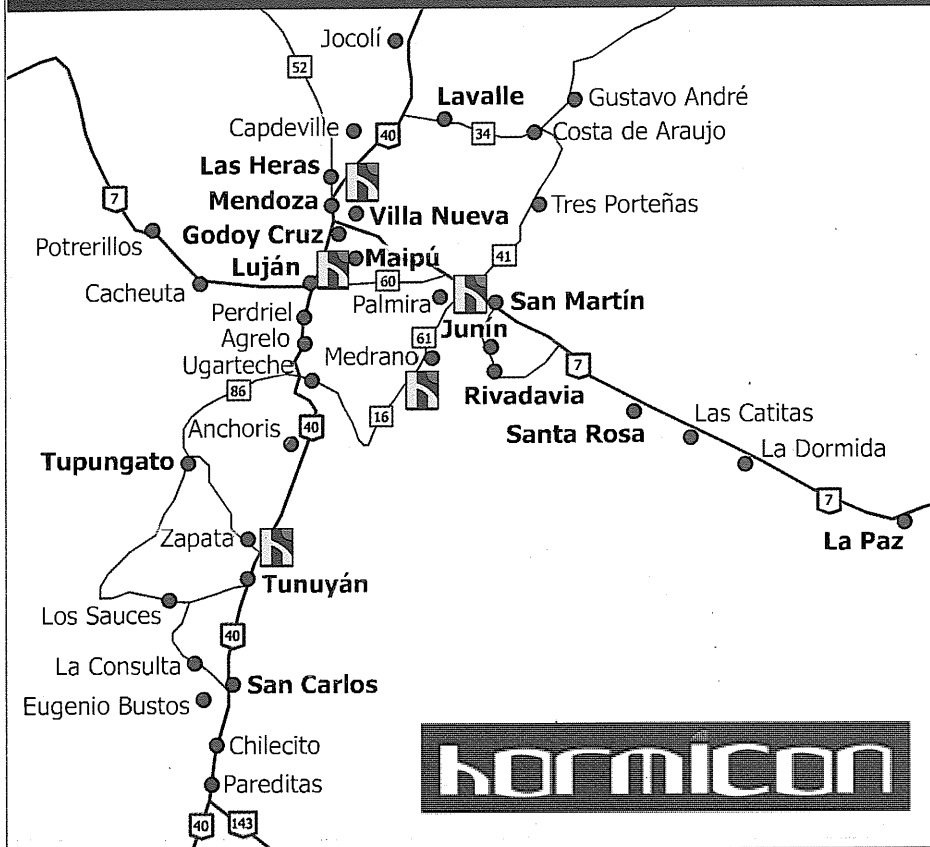 Jocolí
52
Lavalle
Gustavo André
Capdeville
40
34
Costa de Araujo
Las Heras
h
7
Mendoza
Villa Nueva
Tres Porteñas
Potrerillos
Godoy Cruz
Maipú
41
Luján
h
60
Cacheuta
Palmira
h
San Martín
Perdriel
Junín
Agrelo
61
Ugarteche
Medrano
7
86
h
Rivadavia
16
Las Catitas
Anchoris
40
Santa Rosa
La Dormida
Tupungato
7
Zapata
h
La Paz
Tunuyán
Los Sauces
40
La Consulta
San Carlos
Eugenio Bustos
Chilecito
hormicon
Pareditas
40
143